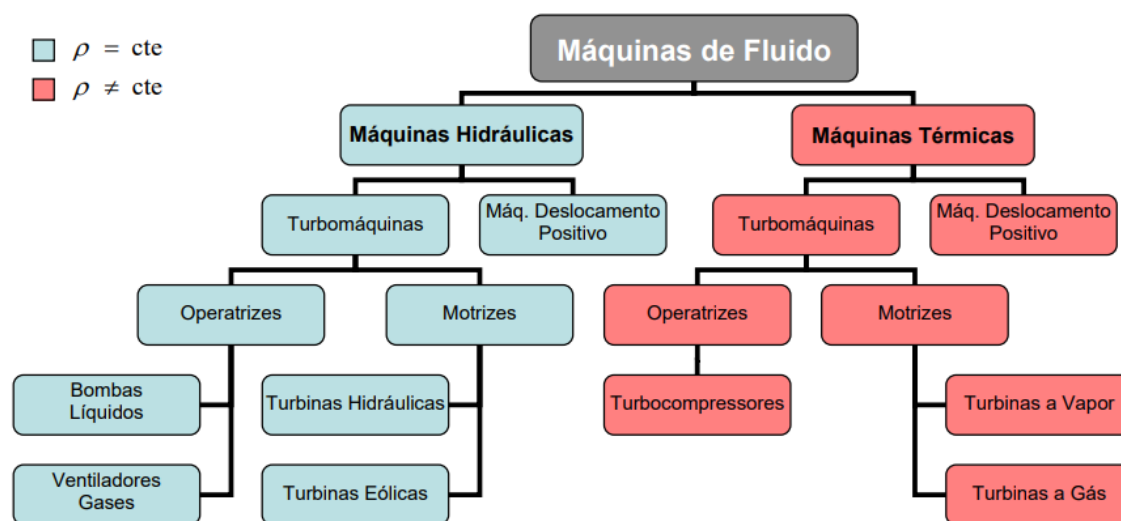 ρ = cte
ρ ≠ cte
Máquinas de Fluido
Máquinas Hidráulicas
Máquinas Térmicas
Turbomáquinas
Máq. Deslocamento
Positivo
Turbomáquinas
Máq. Deslocamento
Positivo
Operatrizes
Motrizes
Operatrizes
Motrizes
Bombas
Líquidos
Turbinas Hidráulicas
Turbocompressores
Turbinas a Vapor
Ventiladores
Gases
Turbinas Eólicas
Turbinas a Gás